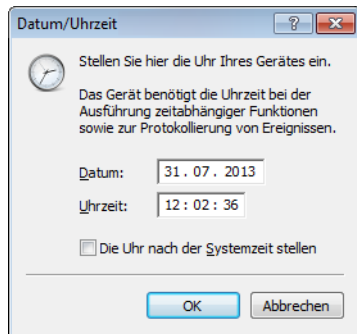 Datum/Uhrzeit
Stellen Sie hier die Uhr Ihres Gerätes ein.
Das Gerät benötigt die Uhrzeit bei der
Ausführung zeitabhängiger Funktionen
sowie zur Protokollierung von Ereignissen.
Datum: 31. 07. 2013
Uhrzeit: 12: 02: 36
Die Uhr nach der Systemzeit stellen
OK Abbrechen